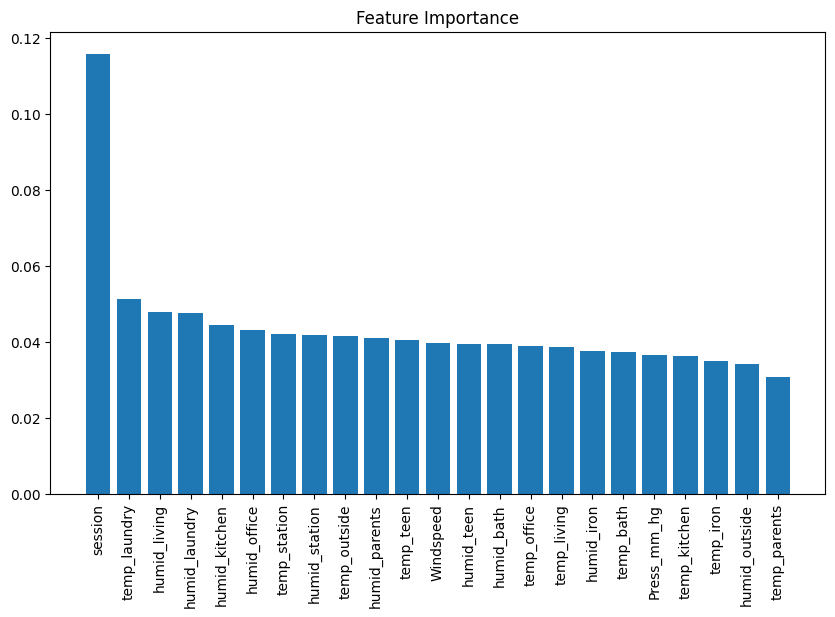 Feature Importance
0.12
0.10
0.08
0.06
0.04
0.02
0.00
session
temp_laundry
humid_living
humid_laundry
humid_kitchen
humid_office
temp_station
humid_station
temp_outside
humid_parents
temp_teen
Windspeed
humid_teen
humid_bath
temp_office
temp_living
humid_iron
temp_bath
Press_mm_hg
temp_kitchen
temp_iron
humid_outside
temp_parents